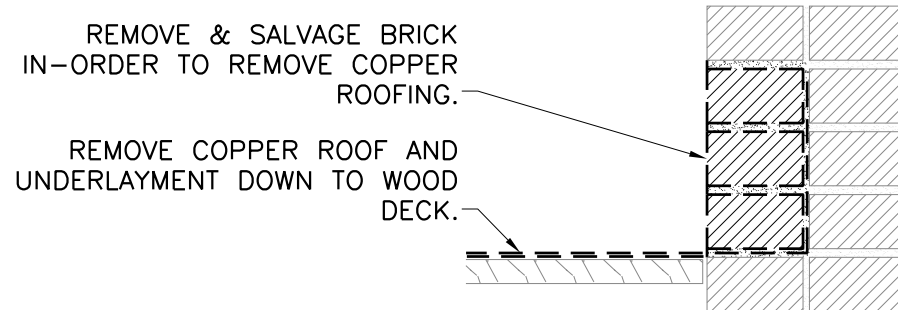 REMOVE & SALVAGE BRICK
IN-ORDER TO REMOVE COPPER
ROOFING.
REMOVE COPPER ROOF AND
UNDERLAYMENT DOWN TO WOOD
DECK.